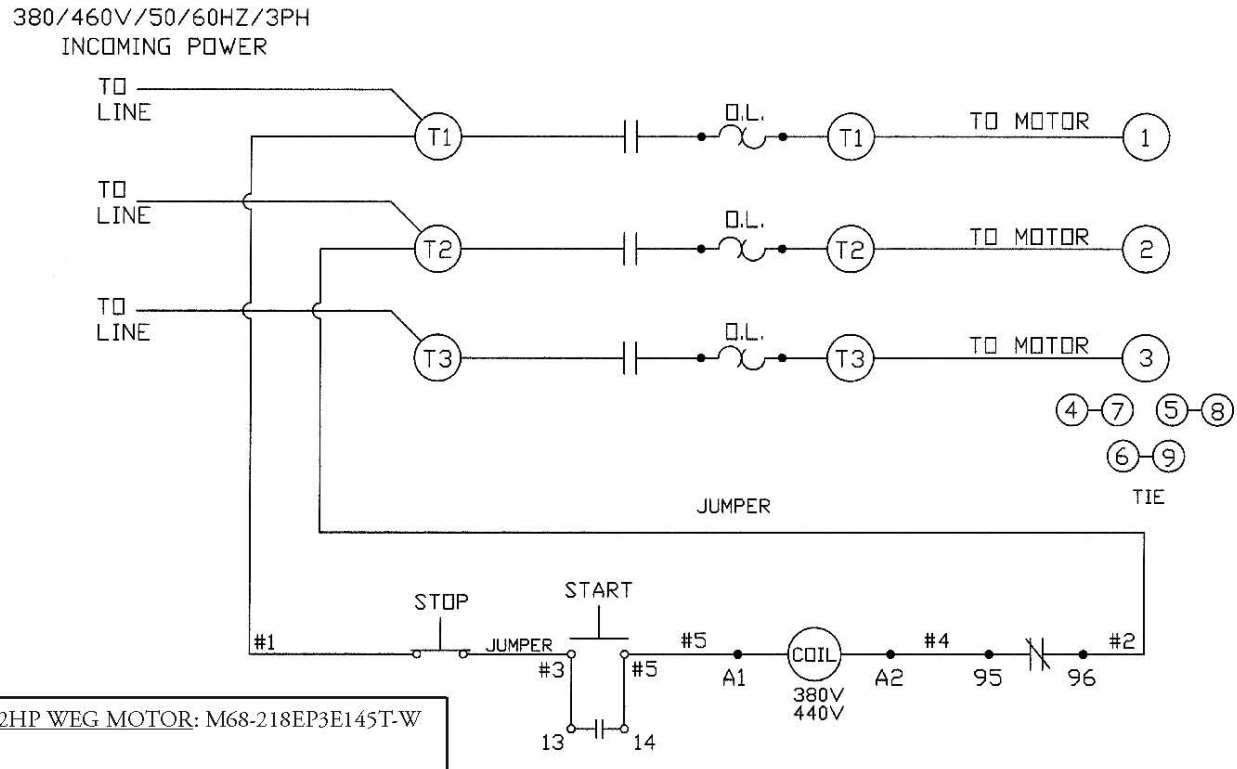 380/460V/50/60HZ/3PH
INCOMING POWER
TO
LINE
T1
O.L.
T1
TO MOTOR
1
TO
LINE
T2
O.L.
T2
TO MOTOR
2
TO
LINE
T3
O.L.
T3
TO MOTOR
3
4 7 5 8
6 9
TIE
JUMPER
START
STOP
#1
JUMPER
#3
#5
#5
A1
COIL
380V
440V
A2
#4
95
96
#2
13
14
2HP WEG MOTOR: M68-218EP3E145T-W